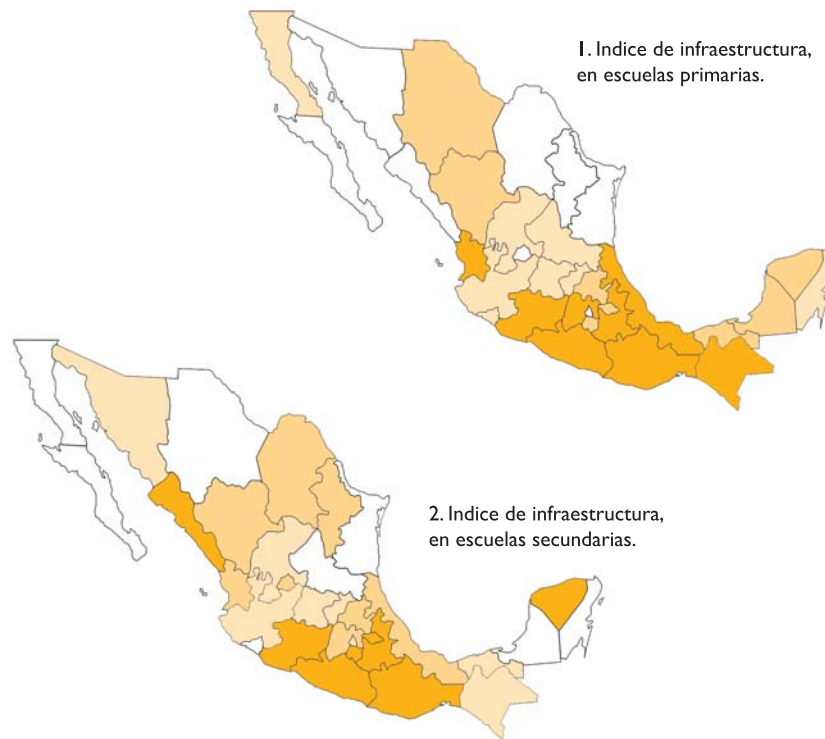 1. Indice de infraestructura,
en escuelas primarias.
2. Indice de infraestructura,
en escuelas secundarias.